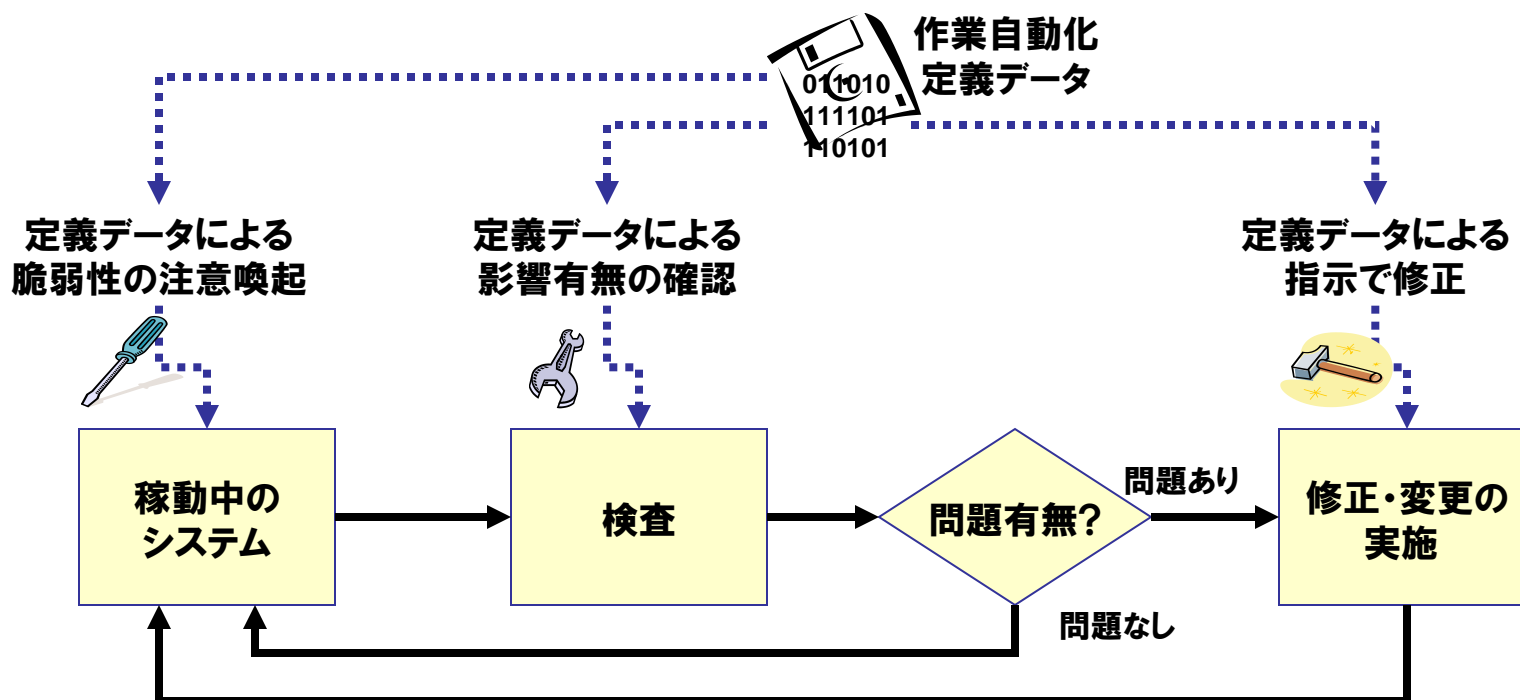 作業自動化
定義データ
011010
111101
110101
定義データによる
脆弱性の注意喚起
定義データによる
影響有無の確認
定義データによる
指示で修正
稼動中の
システム
検査
問題有無?
問題あり
修正・変更の
実施
問題なし